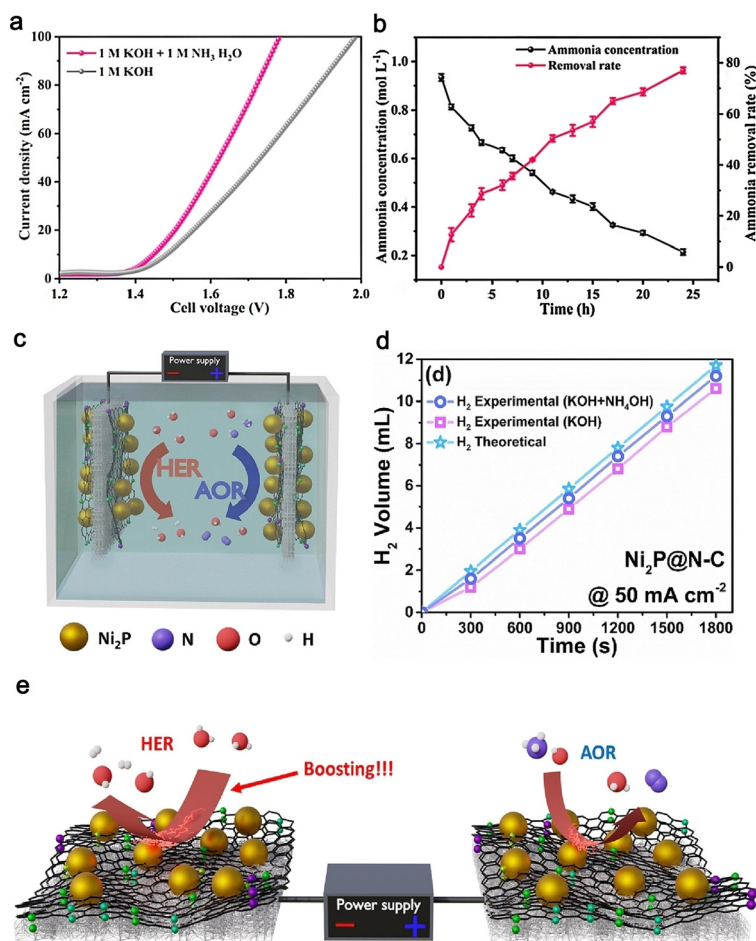 a
1 M KOH + 1 M NH3 H2O
1 M KOH
Current density (mA cm-2)
100
80
60
40
20
0
1.2
1.4
1.6
1.8
2.0
Cell voltage (V)
b
Ammonia concentration
Removal rate
Ammonia concentration (mol L-1)
1.0
0.8
0.6
0.4
0.2
Ammonia removal rate (%)
80
60
40
20
0
0
5
10
15
20
25
Time (h)
c
Power supply
− +
HER
AOR
Ni2P
N
O
H
d
(d)
H2 Experimental (KOH+NH4OH)
H2 Experimental (KOH)
H2 Theoretical
H2 Volume (mL)
12
10
8
6
4
2
0
Ni2P@N-C
@ 50 mA cm-2
300
600
900
1200
1500
1800
Time (s)
e
HER
Boosting!!!
AOR
Power supply
− +